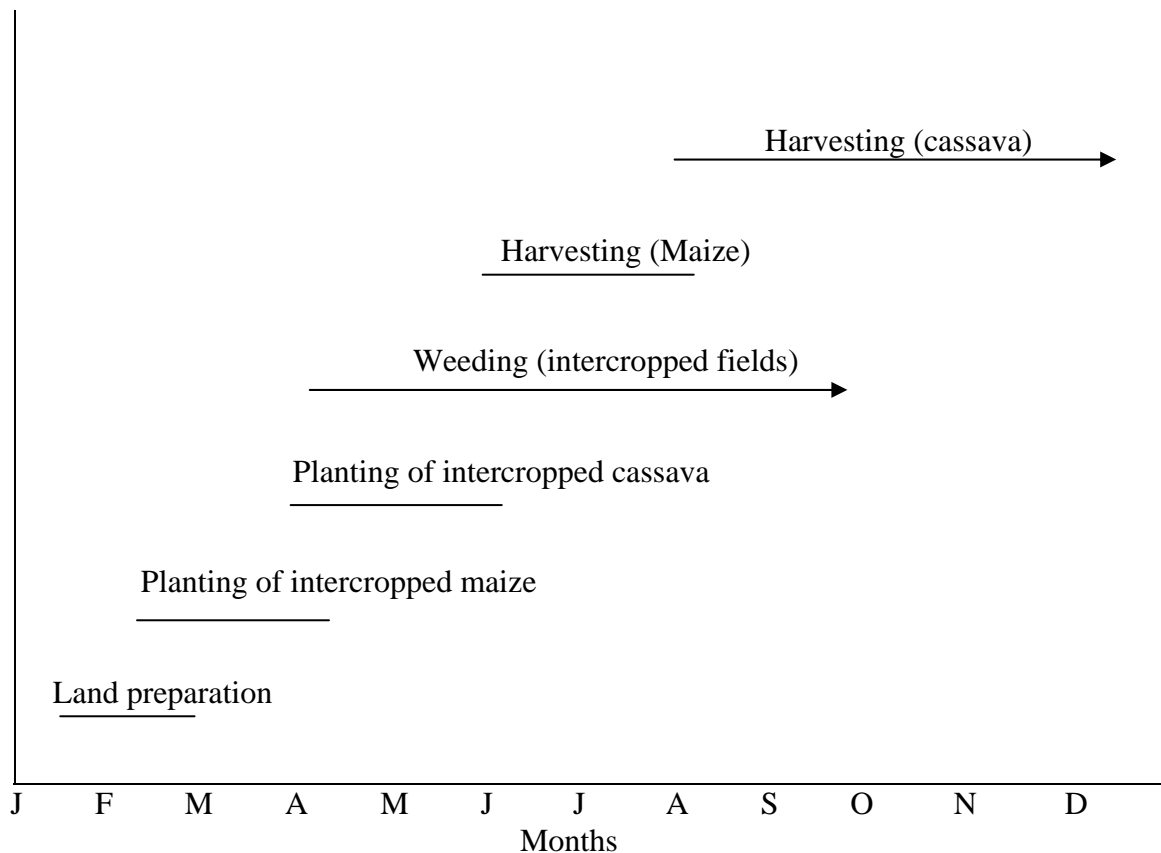 Harvesting (cassava)
Harvesting (Maize)
Weeding (intercropped fields)
Planting of intercropped cassava
Planting of intercropped maize
Land preparation
J F M A M J J A S O N D
Months